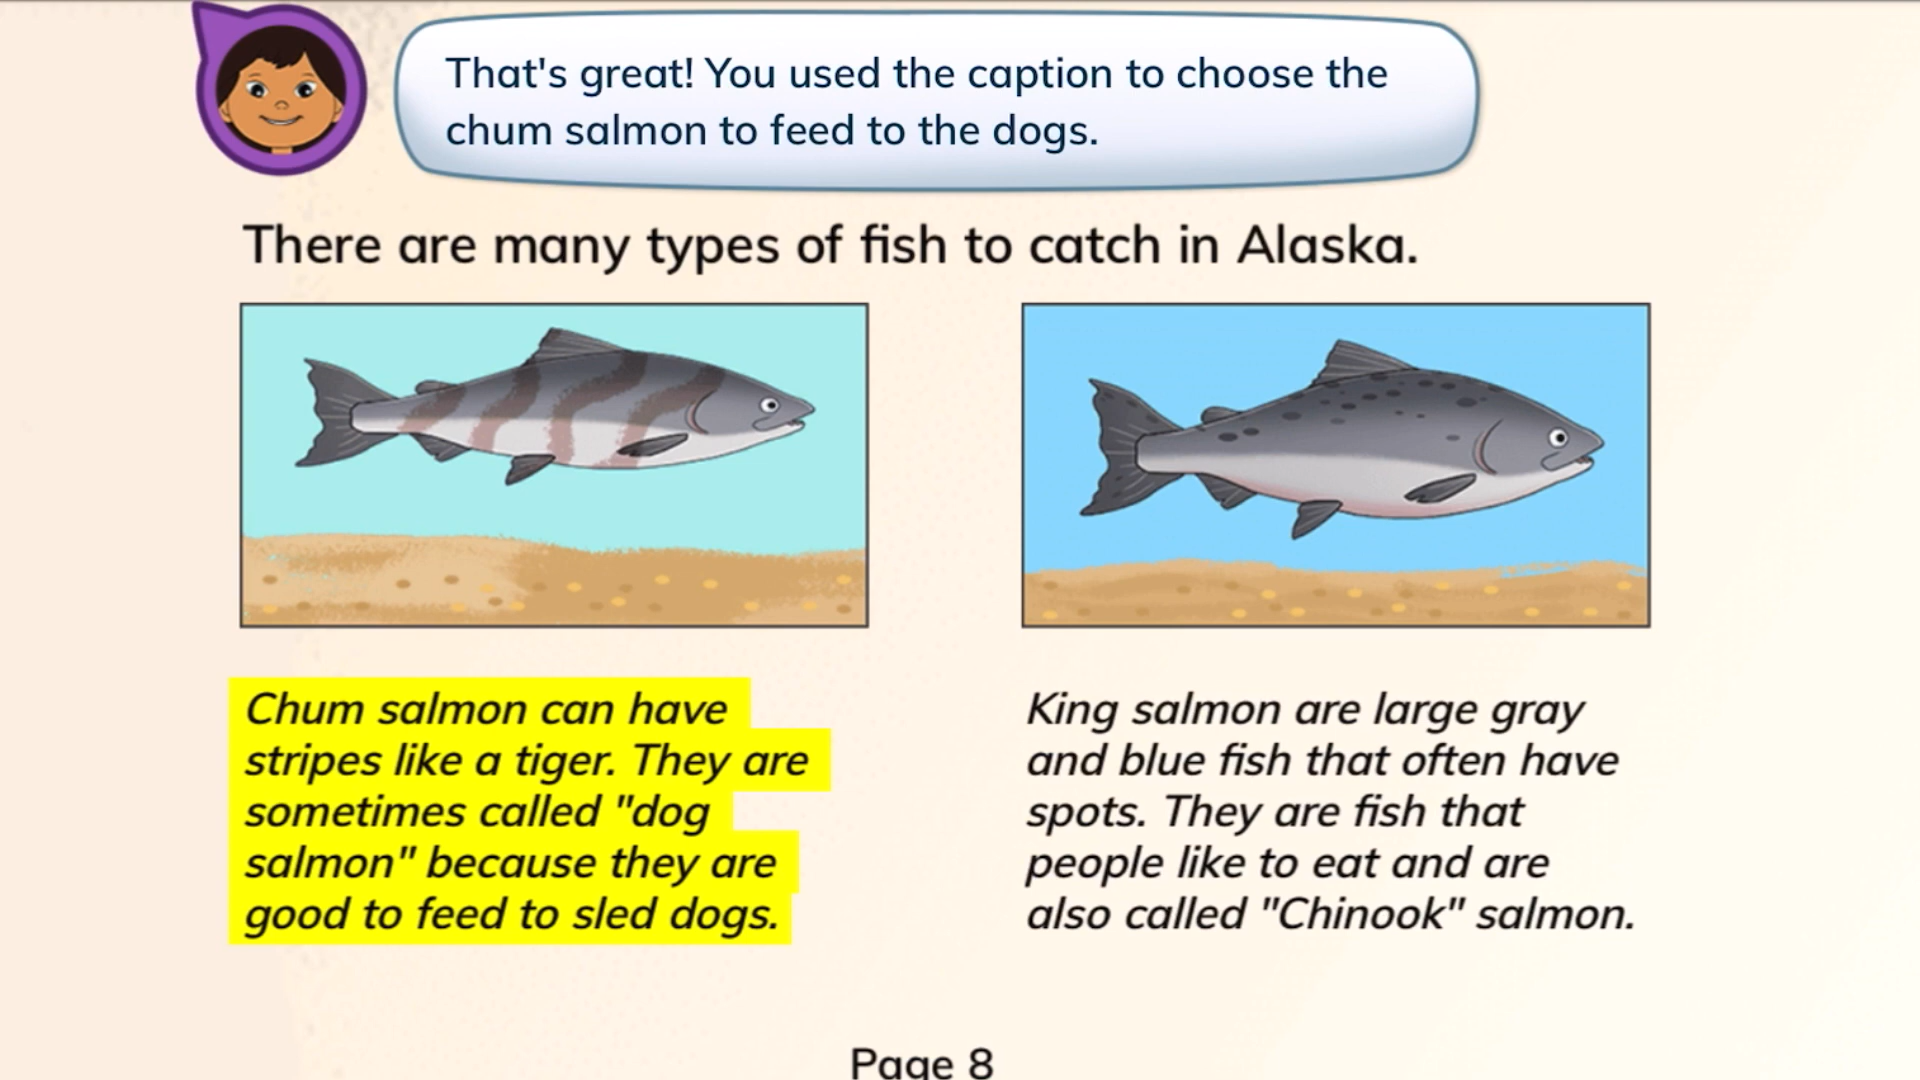 That's great! You used the caption to choose the
chum salmon to feed to the dogs.
There are many types of fish to catch in Alaska.
Chum salmon can have
stripes like a tiger. They are
sometimes called "dog
salmon" because they are
good to feed to sled dogs.
King salmon are large gray
and blue fish that often have
spots. They are fish that
people like to eat and are
also called "Chinook" salmon.
Page 8